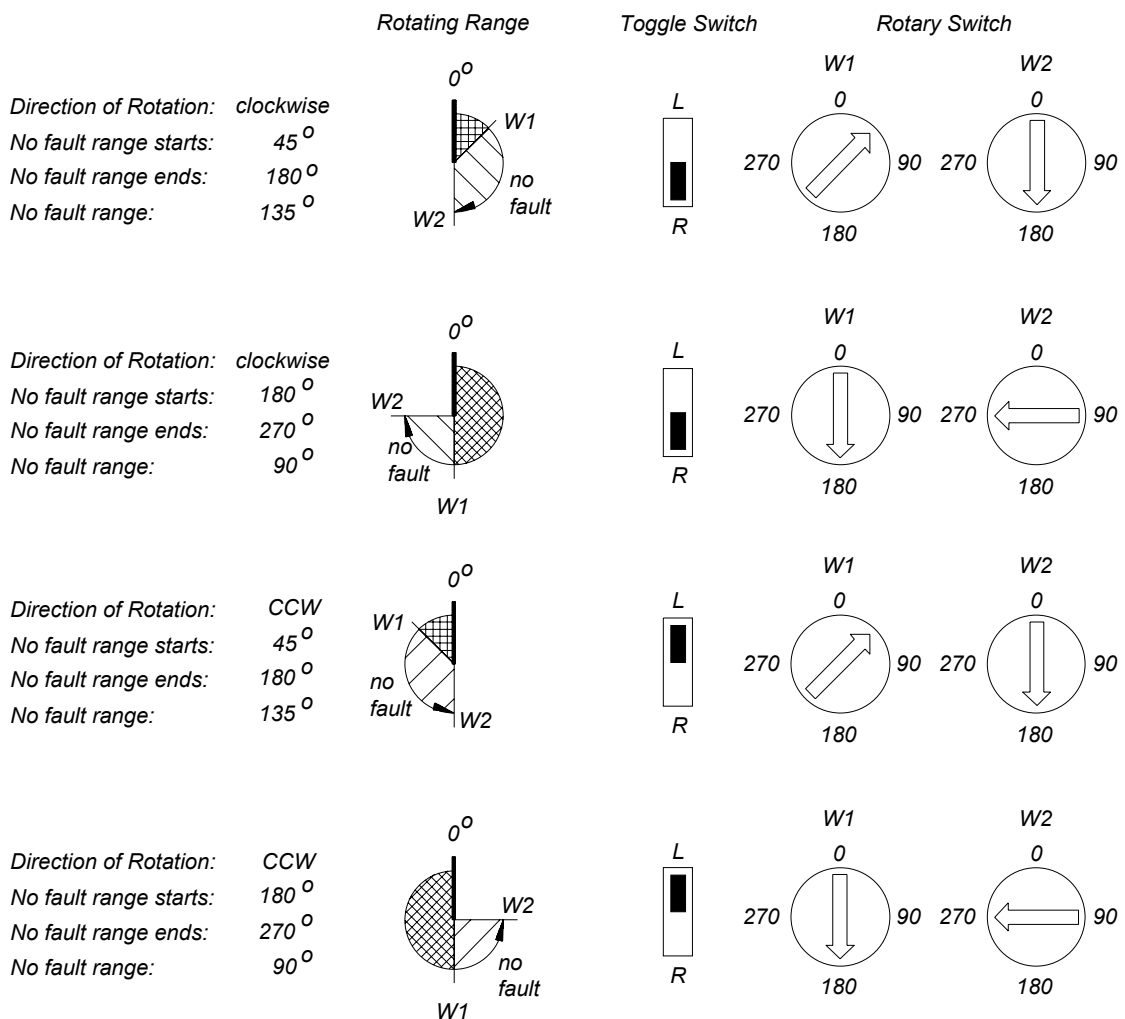 Rotating Range Toggle Switch Rotary Switch
W1 W2
0° L 0 0
Direction of Rotation: clockwise
W1
No fault range starts: 45°
270 90 270 90
No fault range ends: 180°
no
fault
No fault range: 135°
W2 R
180 180
W1 W2
0° L 0 0
Direction of Rotation: clockwise
No fault range starts: 180°
W2 270 90 270 90
No fault range ends: 270°
no
fault
No fault range: 90°
R
180 180
W1
W1 W2
0° L 0 0
Direction of Rotation: CCW
W1
No fault range starts: 45°
270 90 270 90
No fault range ends: 180°
no
fault
No fault range: 135°
W2 R
180 180
W1 W2
0° L 0 0
Direction of Rotation: CCW
No fault range starts: 180°
W2 270 90 270 90
No fault range ends: 270°
no
fault
No fault range: 90°
R
180 180
W1